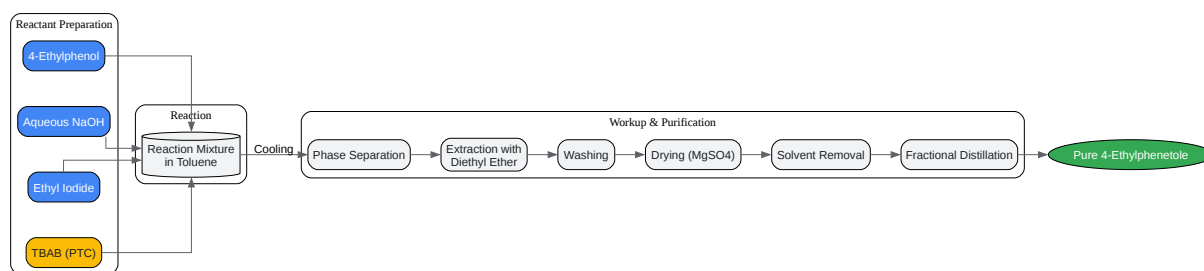 Reactant Preparation
4-Ethylphenol
Aqueous NaOH
Ethyl Iodide
TBAB (PTC)
Reaction
Reaction Mixture
in Toluene
Cooling
Workup & Purification
Phase Separation
Extraction with
Diethyl Ether
Washing
Drying (MgSO4)
Solvent Removal
Fractional Distillation
Pure 4-Ethylphenetole